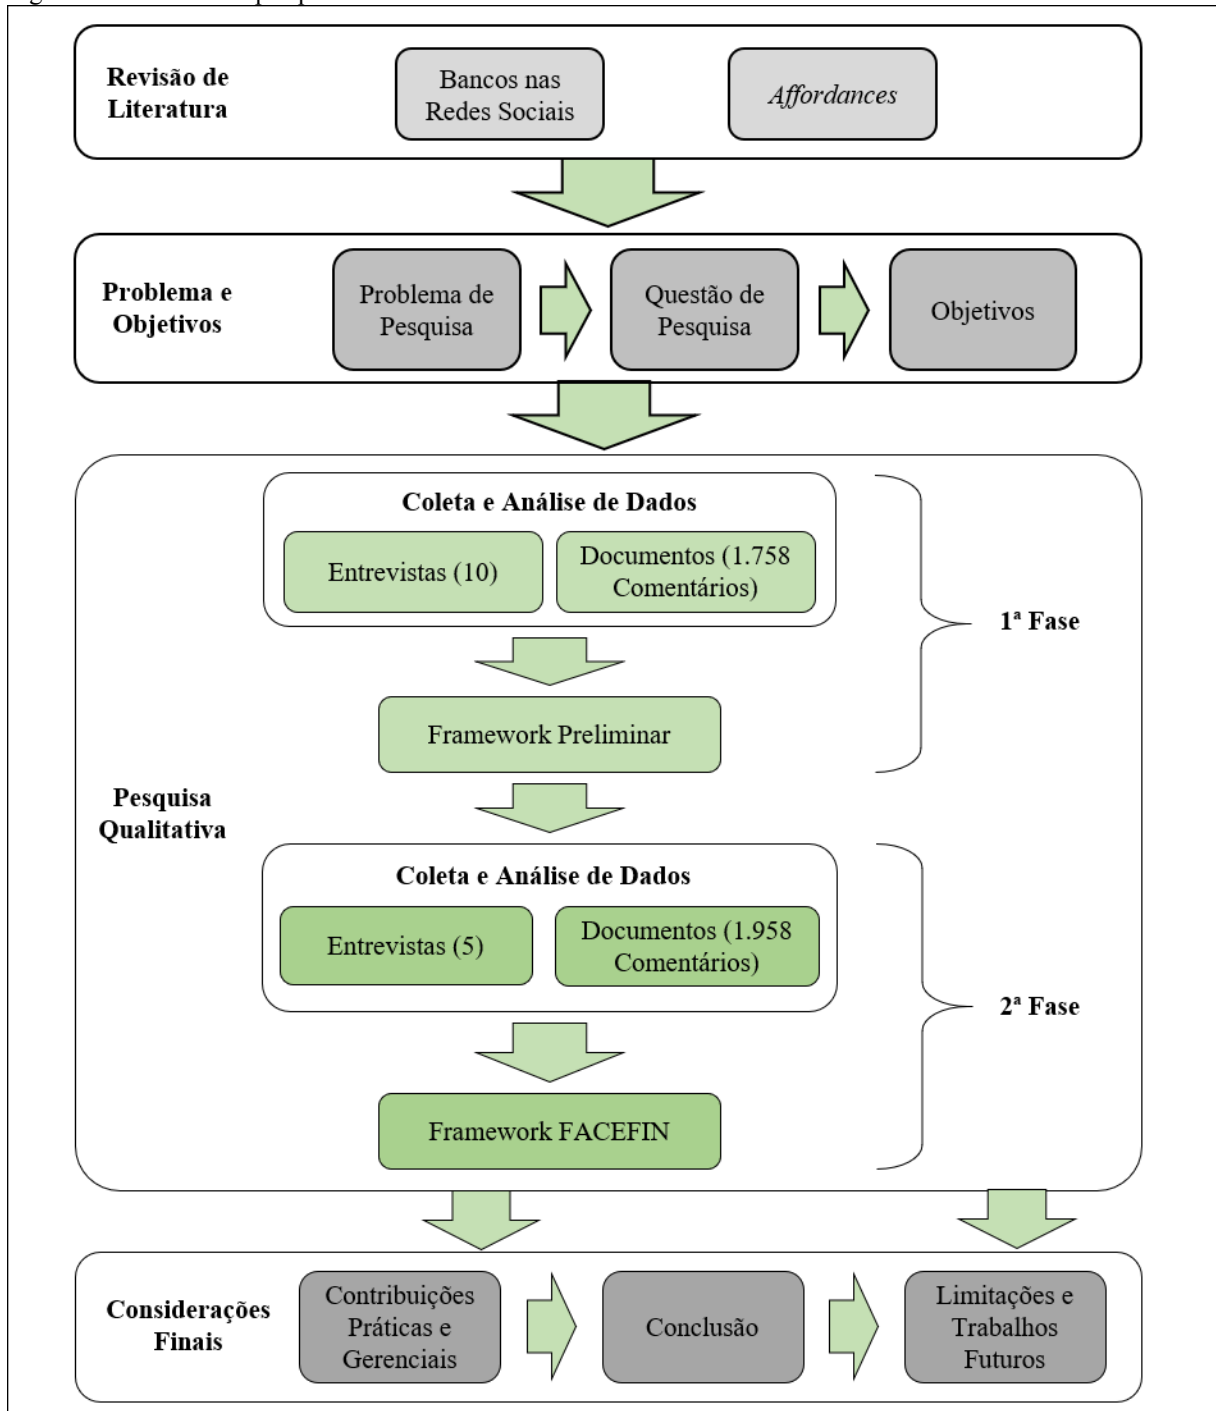 Revisão de
Literatura
Bancos nas
Redes Sociais
Affordances
Problema e
Objetivos
Problema de
Pesquisa
Questão de
Pesquisa
Objetivos
Coleta e Análise de Dados
Entrevistas (10)
Documentos (1.758
Comentários)
1ª Fase
Framework Preliminar
Pesquisa
Qualitativa
Coleta e Análise de Dados
Entrevistas (5)
Documentos (1.958
Comentários)
2ª Fase
Framework FACEFIN
Considerações
Finais
Contribuições
Práticas e
Gerenciais
Conclusão
Limitações e
Trabalhos
Futuros